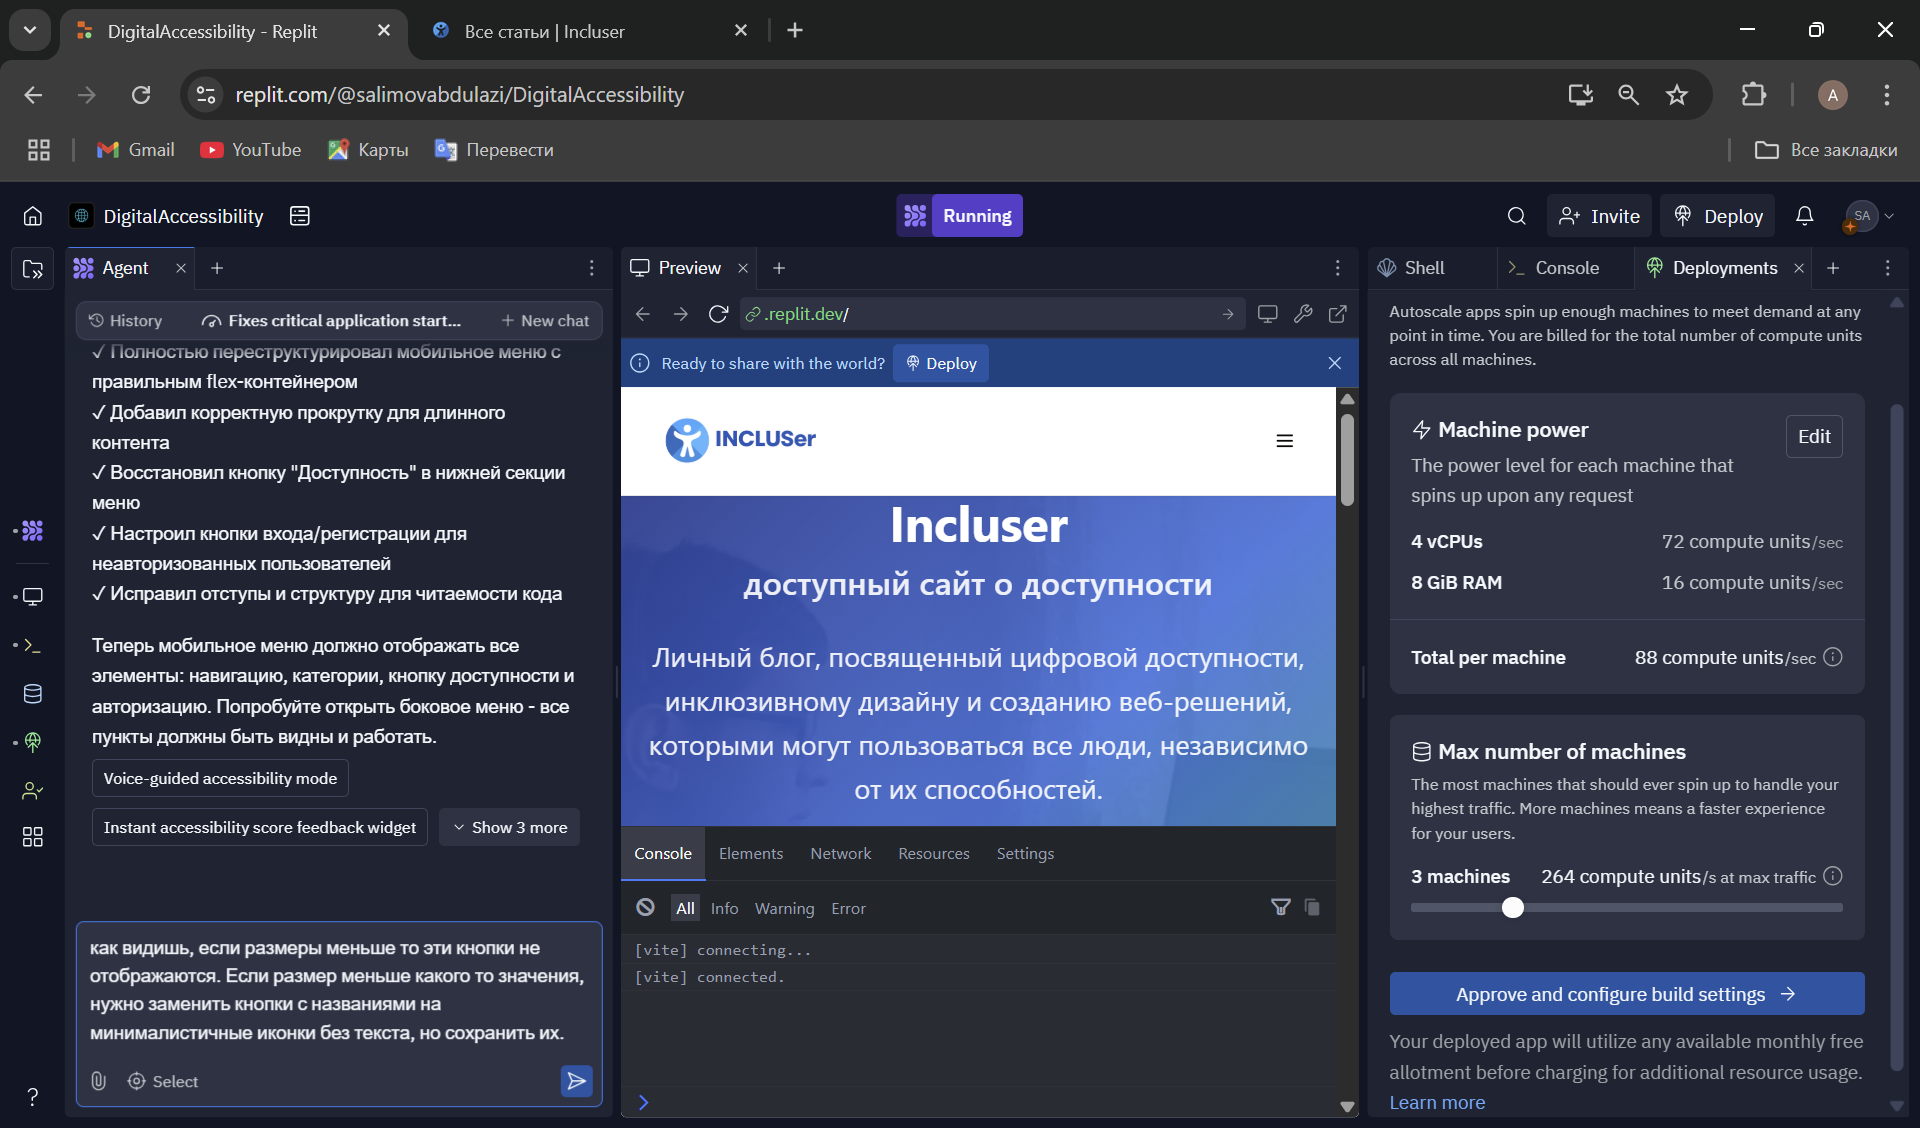 DigitalAccessibility - Replit
Все статьи | Incluser
replit.com/@salimovabdulazi/DigitalAccessibility
A
Gmail
YouTube
Карты
Перевести
Все закладки
DigitalAccessibility
Running
Invite
Deploy
SA
Agent
History
Fixes critical application start...
New chat
✓ Полностью переструктурировал мобильное меню с
правильным flex-контейнером
✓ Добавил корректную прокрутку для длинного
контента
✓ Восстановил кнопку "Доступность" в нижней секции
меню
✓ Настроил кнопки входа/регистрации для
неавторизованных пользователей
✓ Исправил отступы и структуру для читаемости кода
Теперь мобильное меню должно отображать все
элементы: навигацию, категории, кнопку доступности и
авторизацию. Попробуйте открыть боковое меню - все
пункты должны быть видны и работать.
Voice-guided accessibility mode
Instant accessibility score feedback widget
Show 3 more
как видишь, если размеры меньше то эти кнопки не
отображаются. Если размер меньше какого то значения,
нужно заменить кнопки с названиями на
минималистичные иконки без текста, но сохранить их.
Select
?
Preview
.replit.dev/
Ready to share with the world?
Deploy
INCLUSer
Incluser
доступный сайт о доступности
Личный блог, посвященный цифровой доступности,
инклюзивному дизайну и созданию веб-решений,
которыми могут пользоваться все люди, независимо
от их способностей.
Console
Elements
Network
Resources
Settings
All
Info
Warning
Error
[vite] connecting...
[vite] connected.
Shell
Console
Deployments
Autoscale apps spin up enough machines to meet demand at any
point in time. You are billed for the total number of compute units
across all machines.
Machine power
Edit
The power level for each machine that
spins up upon any request
4 vCPUs
72 compute units/sec
8 GiB RAM
16 compute units/sec
Total per machine
88 compute units/sec
Max number of machines
The most machines that should ever spin up to handle your
highest traffic. More machines means a faster experience
for your users.
3 machines
264 compute units/s at max traffic
Approve and configure build settings
Your deployed app will utilize any available monthly free
allotment before charging for additional resource usage.
Learn more